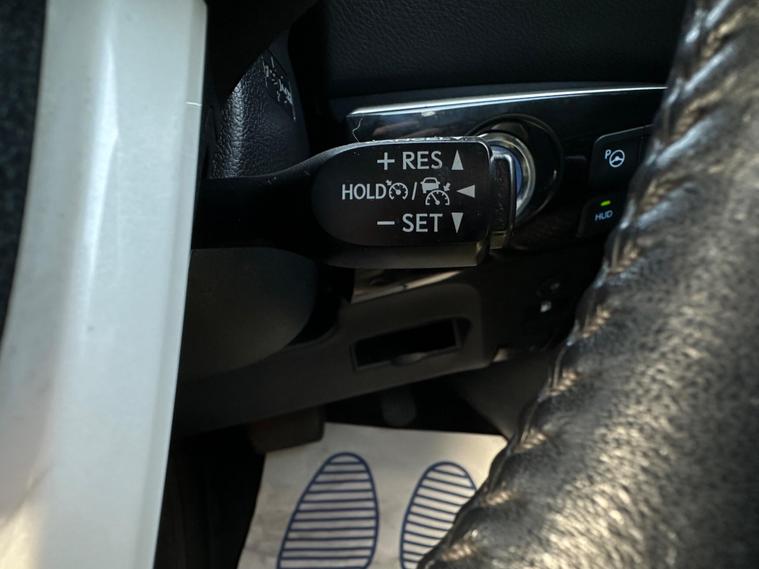 + RES ▲
HOLD / ◄
− SET ▼
P
HUD